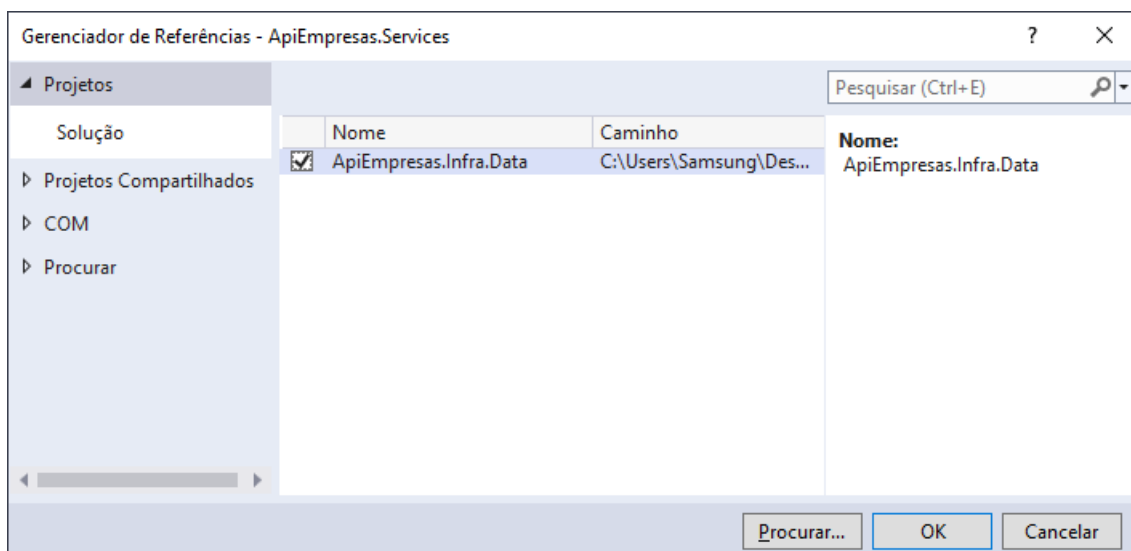 Gerenciador de Referências - ApiEmpresas.Services
?
Projetos
Solução
Projetos Compartilhados
COM
Procurar
Nome
Caminho
ApiEmpresas.Infra.Data
C:\Users\Samsung\Des...
Pesquisar (Ctrl+E)
Nome:
ApiEmpresas.Infra.Data
Procurar...
OK
Cancelar